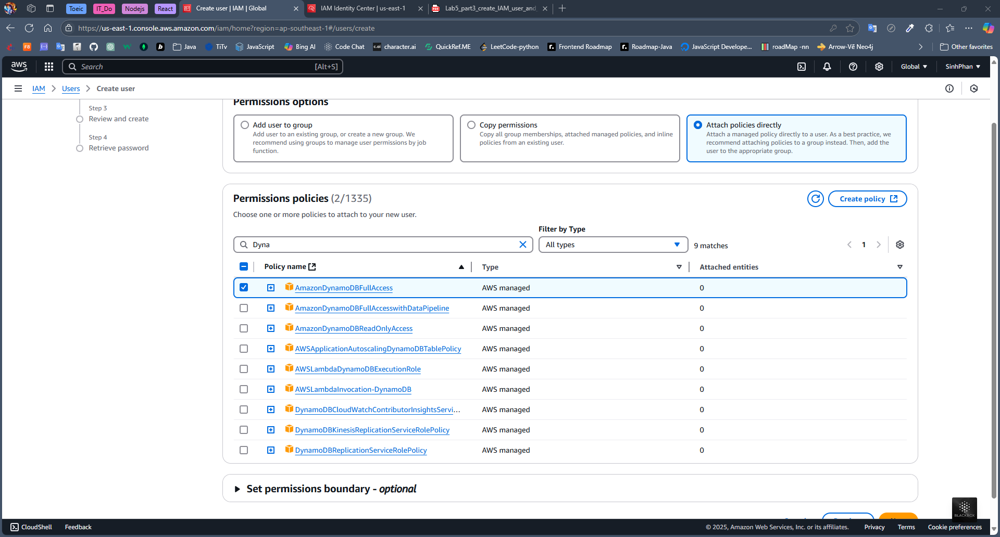 Toic
IT_Do
Nodejs
React
Create user | IAM | Global
IAM Identity Center | us-east-1
Lab5_part3_create_IAM_user_and_
https://us-east-1.console.aws.amazon.com/iam/home?region=ap-southeast-1#/users/create
F8
Java
TiTv
JavaScript
Bing AI
Code Chat
c.ai
character.ai
QuickRef.ME
LeetCode-python
Frontend Roadmap
Roadmap-Java
JavaScript Develope...
roadMap -nn
Arrow-Vẽ Neo4j
Other favorites
aws
Search
[Alt+S]
Global
SinhPhan
IAM
Users
Create user
Step 3
Review and create
Step 4
Retrieve password
Permissions options
Add user to group
Add user to an existing group, or create a new group. We
recommend using groups to manage user permissions by job
function.
Copy permissions
Copy all group memberships, attached managed policies, and inline
policies from an existing user.
Attach policies directly
Attach a managed policy directly to a user. As a best practice, we
recommend attaching policies to a group instead. Then, add the
user to the appropriate group.
Permissions policies (2/1335)
Create policy
Choose one or more policies to attach to your new user.
Filter by Type
Dyna
All types
9 matches
1
Policy name
Type
Attached entities
AmazonDynamoDBFullAccess AWS managed 0
AmazonDynamoDBFullAccesswithDataPipeline AWS managed 0
AmazonDynamoDBReadOnlyAccess AWS managed 0
AWSApplicationAutoscalingDynamoDBTablePolicy AWS managed 0
AWSLambdaDynamoDBExecutionRole AWS managed 0
AWSLambdaInvocation-DynamoDB AWS managed 0
DynamoDBCloudWatchContributorInsightsServi... AWS managed 0
DynamoDBKinesisReplicationServiceRolePolicy AWS managed 0
DynamoDBReplicationServiceRolePolicy AWS managed 0
Set permissions boundary - optional
BLACKBOX
CloudShell
Feedback
© 2025, Amazon Web Services, Inc. or its affiliates.
Privacy
Terms
Cookie preferences